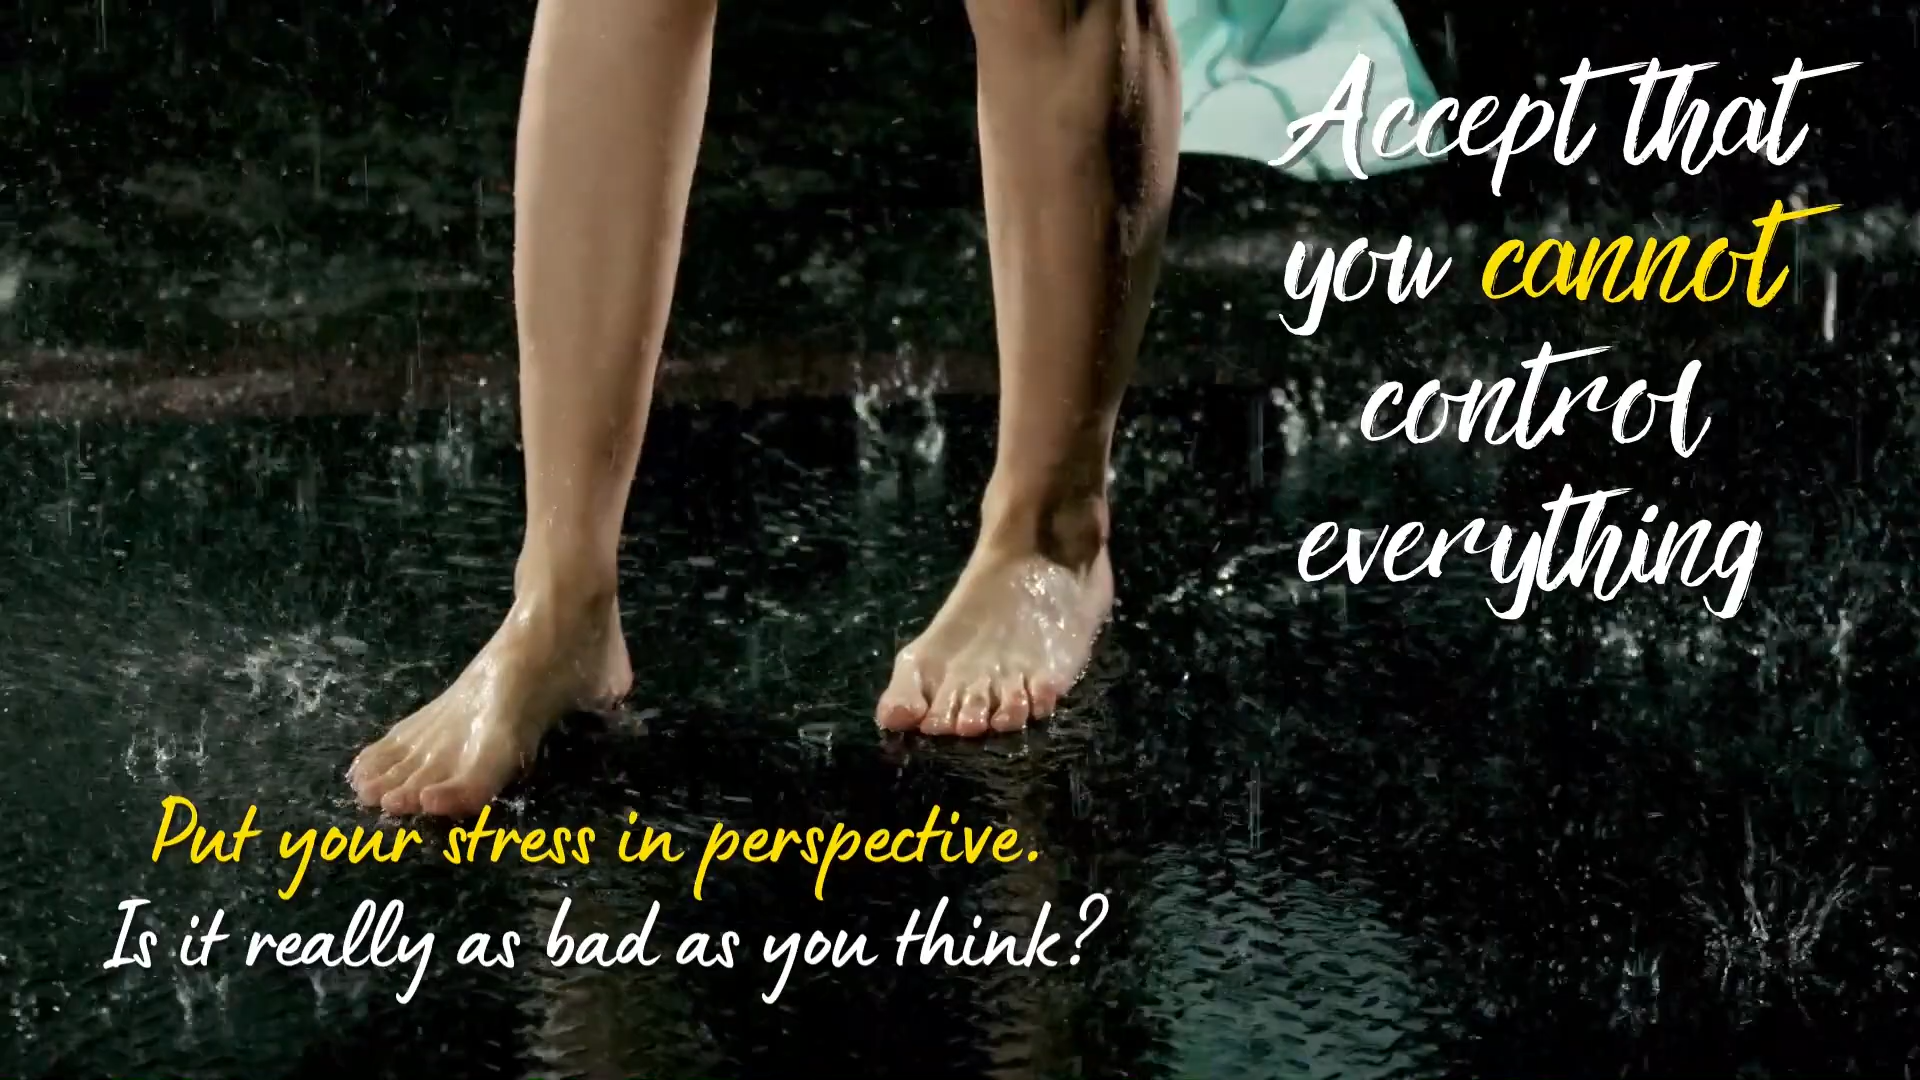 Accept that
you cannot
control
everything
Put your stress in perspective.
Is it really as bad as you think?